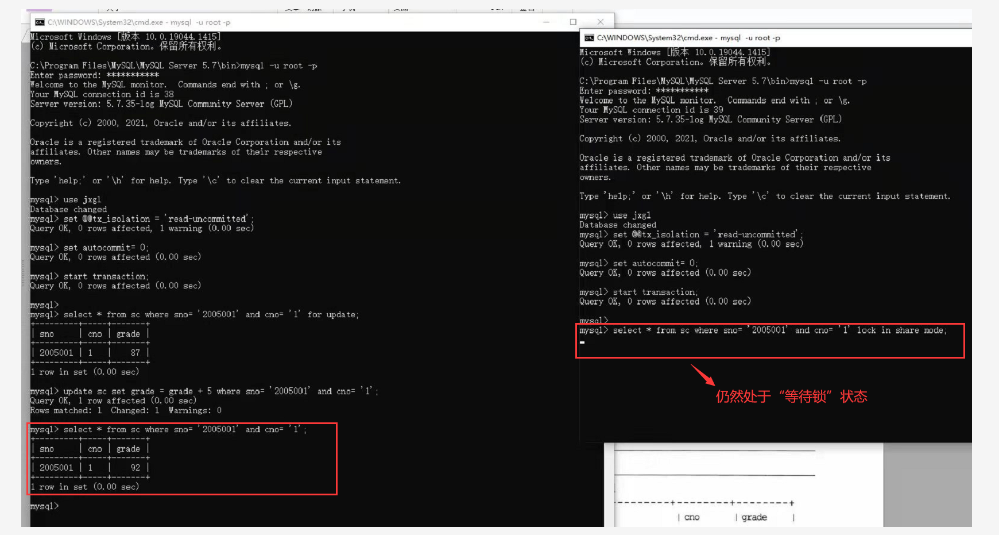 C:\WINDOWS\System32\cmd.exe - mysql  -u root -p
Microsoft Windows [版本 10.0.19044.1415]
(c) Microsoft Corporation。保留所有权利。
C:\Program Files\MySQL\MySQL Server 5.7\bin>mysql -u root -p
Enter password: ***********
Welcome to the MySQL monitor.  Commands end with ; or \g.
Your MySQL connection id is 38
Server version: 5.7.35-log MySQL Community Server (GPL)
Copyright (c) 2000, 2021, Oracle and/or its affiliates.
Oracle is a registered trademark of Oracle Corporation and/or its
affiliates. Other names may be trademarks of their respective
owners.
Type 'help;' or '\h' for help. Type '\c' to clear the current input statement.
mysql> use jxgl
Database changed
mysql> set @@tx_isolation = 'read-uncommitted';
Query OK, 0 rows affected, 1 warning (0.00 sec)
mysql> set autocommit= 0;
Query OK, 0 rows affected (0.00 sec)
mysql> start transaction;
Query OK, 0 rows affected (0.00 sec)
mysql>
mysql> select * from sc where sno= '2005001' and cno= '1' for update;
+---------+-----+-------+
| sno     | cno | grade |
+---------+-----+-------+
| 2005001 | 1   |    87 |
+---------+-----+-------+
1 row in set (0.00 sec)
mysql> update sc set grade = grade + 5 where sno= '2005001' and cno= '1';
Query OK, 1 row affected (0.00 sec)
Rows matched: 1  Changed: 1  Warnings: 0
mysql> select * from sc where sno= '2005001' and cno= '1';
+---------+-----+-------+
| sno     | cno | grade |
+---------+-----+-------+
| 2005001 | 1   |    92 |
+---------+-----+-------+
1 row in set (0.00 sec)
mysql>
C:\WINDOWS\System32\cmd.exe - mysql  -u root -p
Microsoft Windows [版本 10.0.19044.1415]
(c) Microsoft Corporation。保留所有权利。
C:\Program Files\MySQL\MySQL Server 5.7\bin>mysql -u root -p
Enter password: ***********
Welcome to the MySQL monitor.  Commands end with ; or \g.
Your MySQL connection id is 39
Server version: 5.7.35-log MySQL Community Server (GPL)
Copyright (c) 2000, 2021, Oracle and/or its affiliates.
Oracle is a registered trademark of Oracle Corporation and/or its
affiliates. Other names may be trademarks of their respective
owners.
Type 'help;' or '\h' for help. Type '\c' to clear the current input statement.
mysql> use jxgl
Database changed
mysql> set @@tx_isolation = 'read-uncommitted';
Query OK, 0 rows affected, 1 warning (0.00 sec)
mysql> set autocommit= 0;
Query OK, 0 rows affected (0.00 sec)
mysql> start transaction;
Query OK, 0 rows affected (0.00 sec)
mysql>
mysql> select * from sc where sno= '2005001' and cno= '1' lock in share mode;
仍然处于“等待锁”状态
| cno | grade |